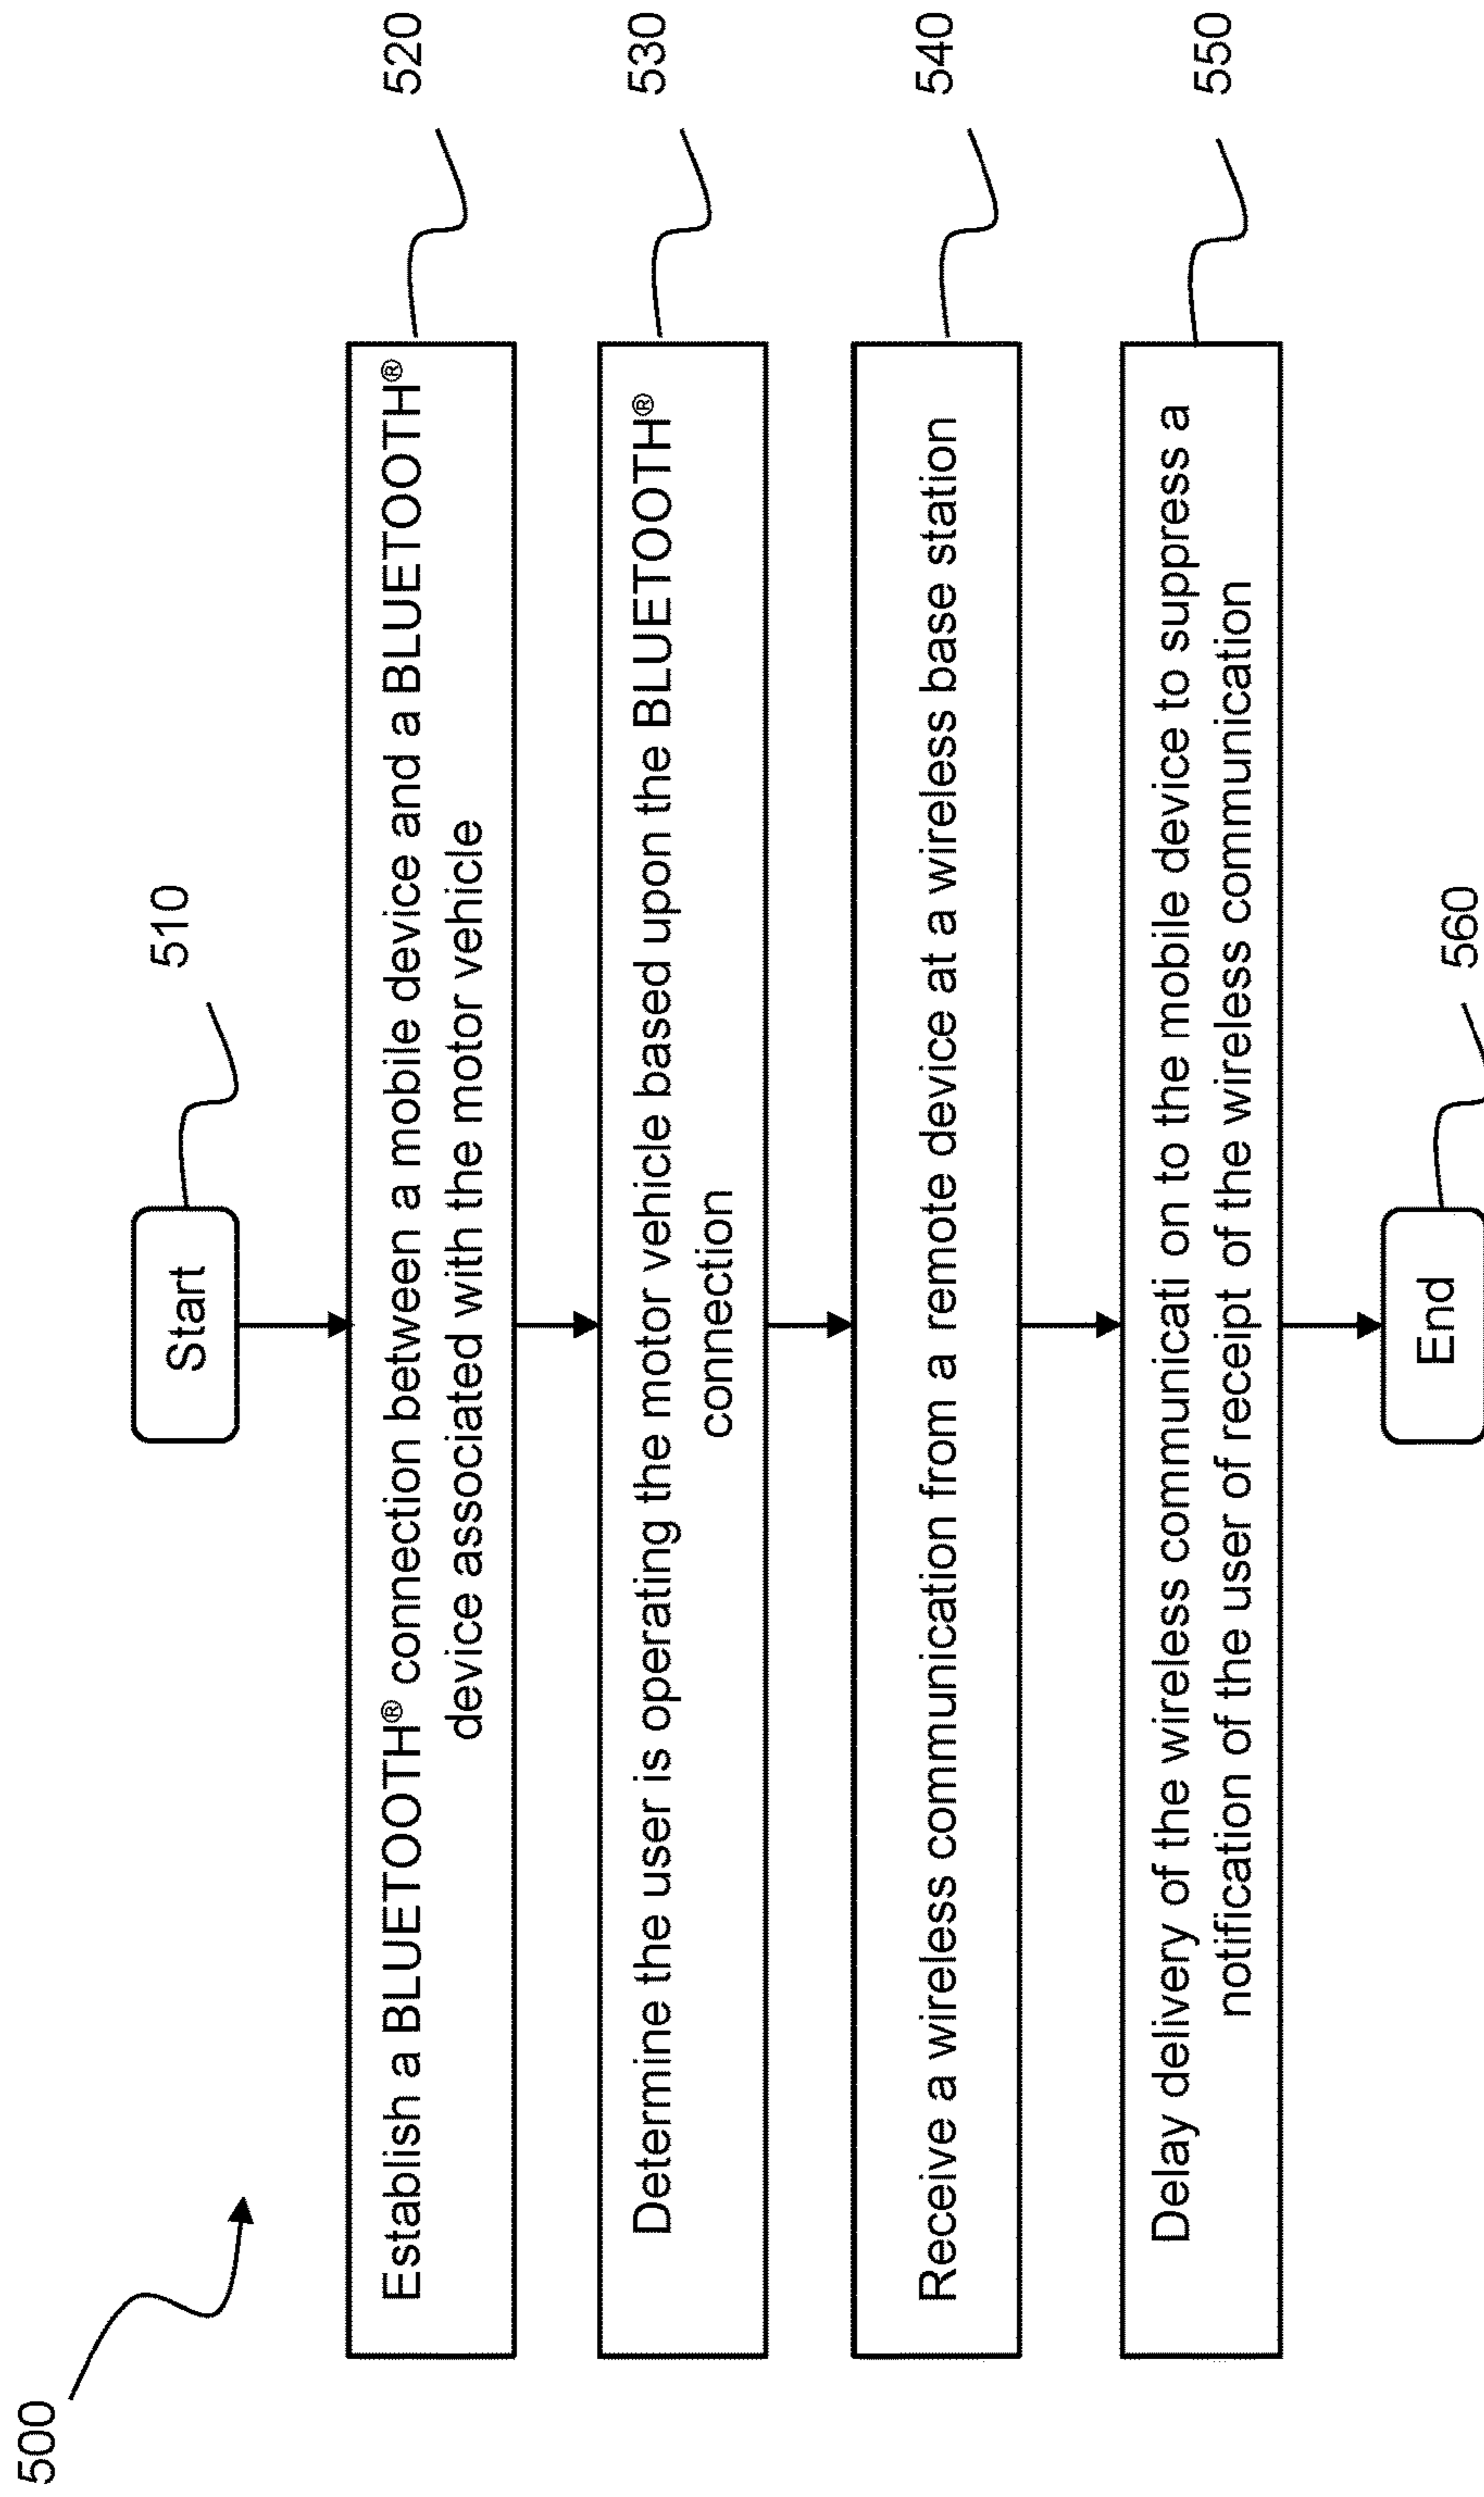 500
Start
510
Establish a BLUETOOTH® connection between a mobile device and a BLUETOOTH®
device associated with the motor vehicle
520
Determine the user is operating the motor vehicle based upon the BLUETOOTH®
connection
530
Receive a wireless communication from a remote device at a wireless base station
540
Delay delivery of the wireless communicati on to the mobile device to suppress a
notification of the user of receipt of the wireless communication
550
End
560